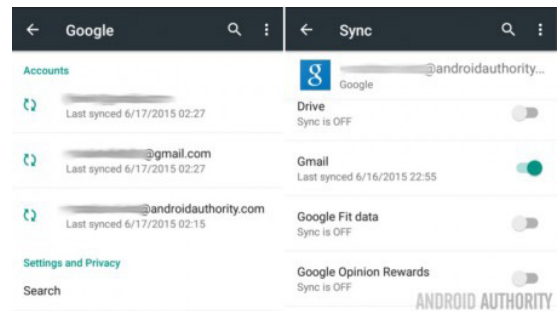 Google
Accounts
Last synced 6/17/2015 02:27
@gmail.com
Last synced 6/17/2015 02:27
@androidauthority.com
Last synced 6/17/2015 02:15
Settings and Privacy
Search
Sync
8
@androidauthority...
Google
Drive
Sync is OFF
Gmail
Last synced 6/16/2015 22:55
Google Fit data
Sync is OFF
Google Opinion Rewards
Sync is OFF
ANDROID AUTHORITY